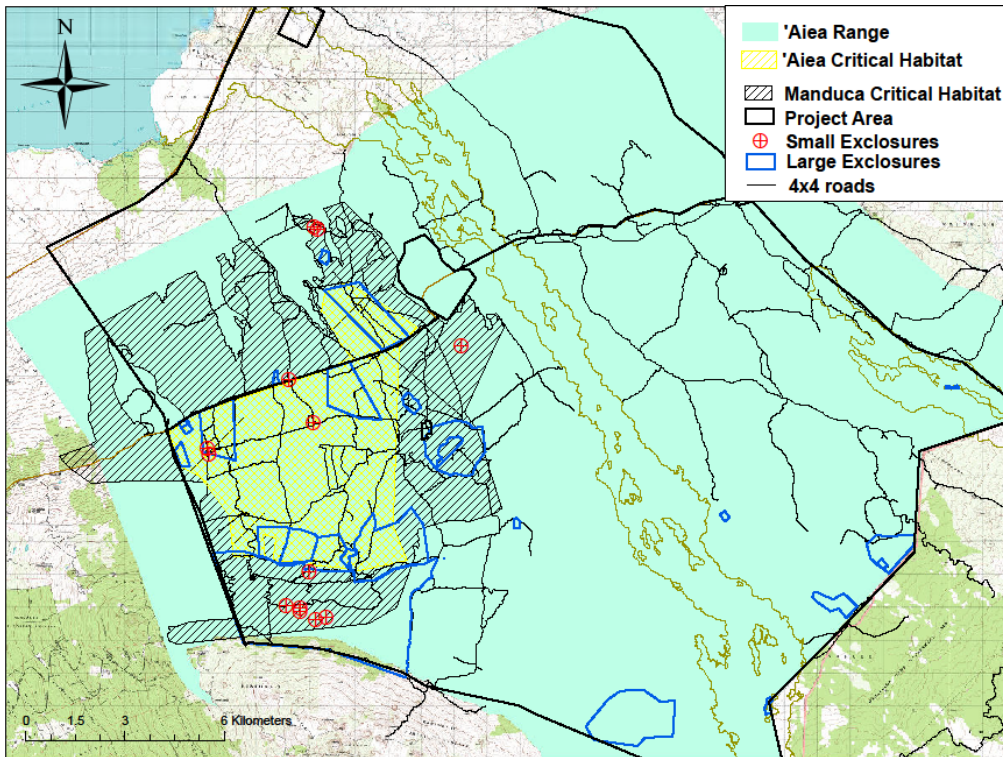 N
'Aiea Range
'Aiea Critical Habitat
Manduca Critical Habitat
Project Area
Small Exclosures
Large Exclosures
4x4 roads
0 1.5 3 6 Kilometers